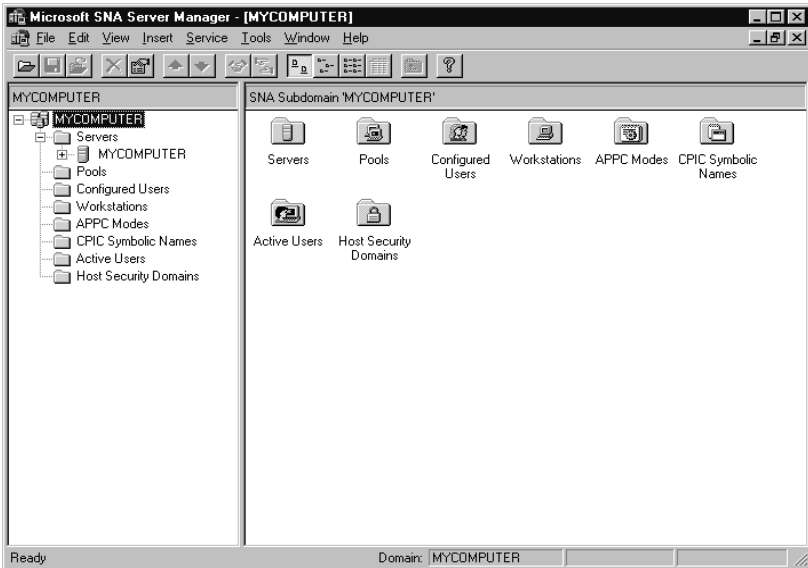 Microsoft SNA Server Manager - [MYCOMPUTER]
File Edit View Insert Service Tools Window Help
MYCOMPUTER
SNA Subdomain 'MYCOMPUTER'
MYCOMPUTER
Servers
MYCOMPUTER
Pools
Configured Users
Workstations
APPC Modes
CPIC Symbolic Names
Active Users
Host Security Domains
Servers
Pools
Configured
Users
Workstations
APPC Modes
CPIC Symbolic
Names
Active Users
Host Security
Domains
Ready
Domain: MYCOMPUTER